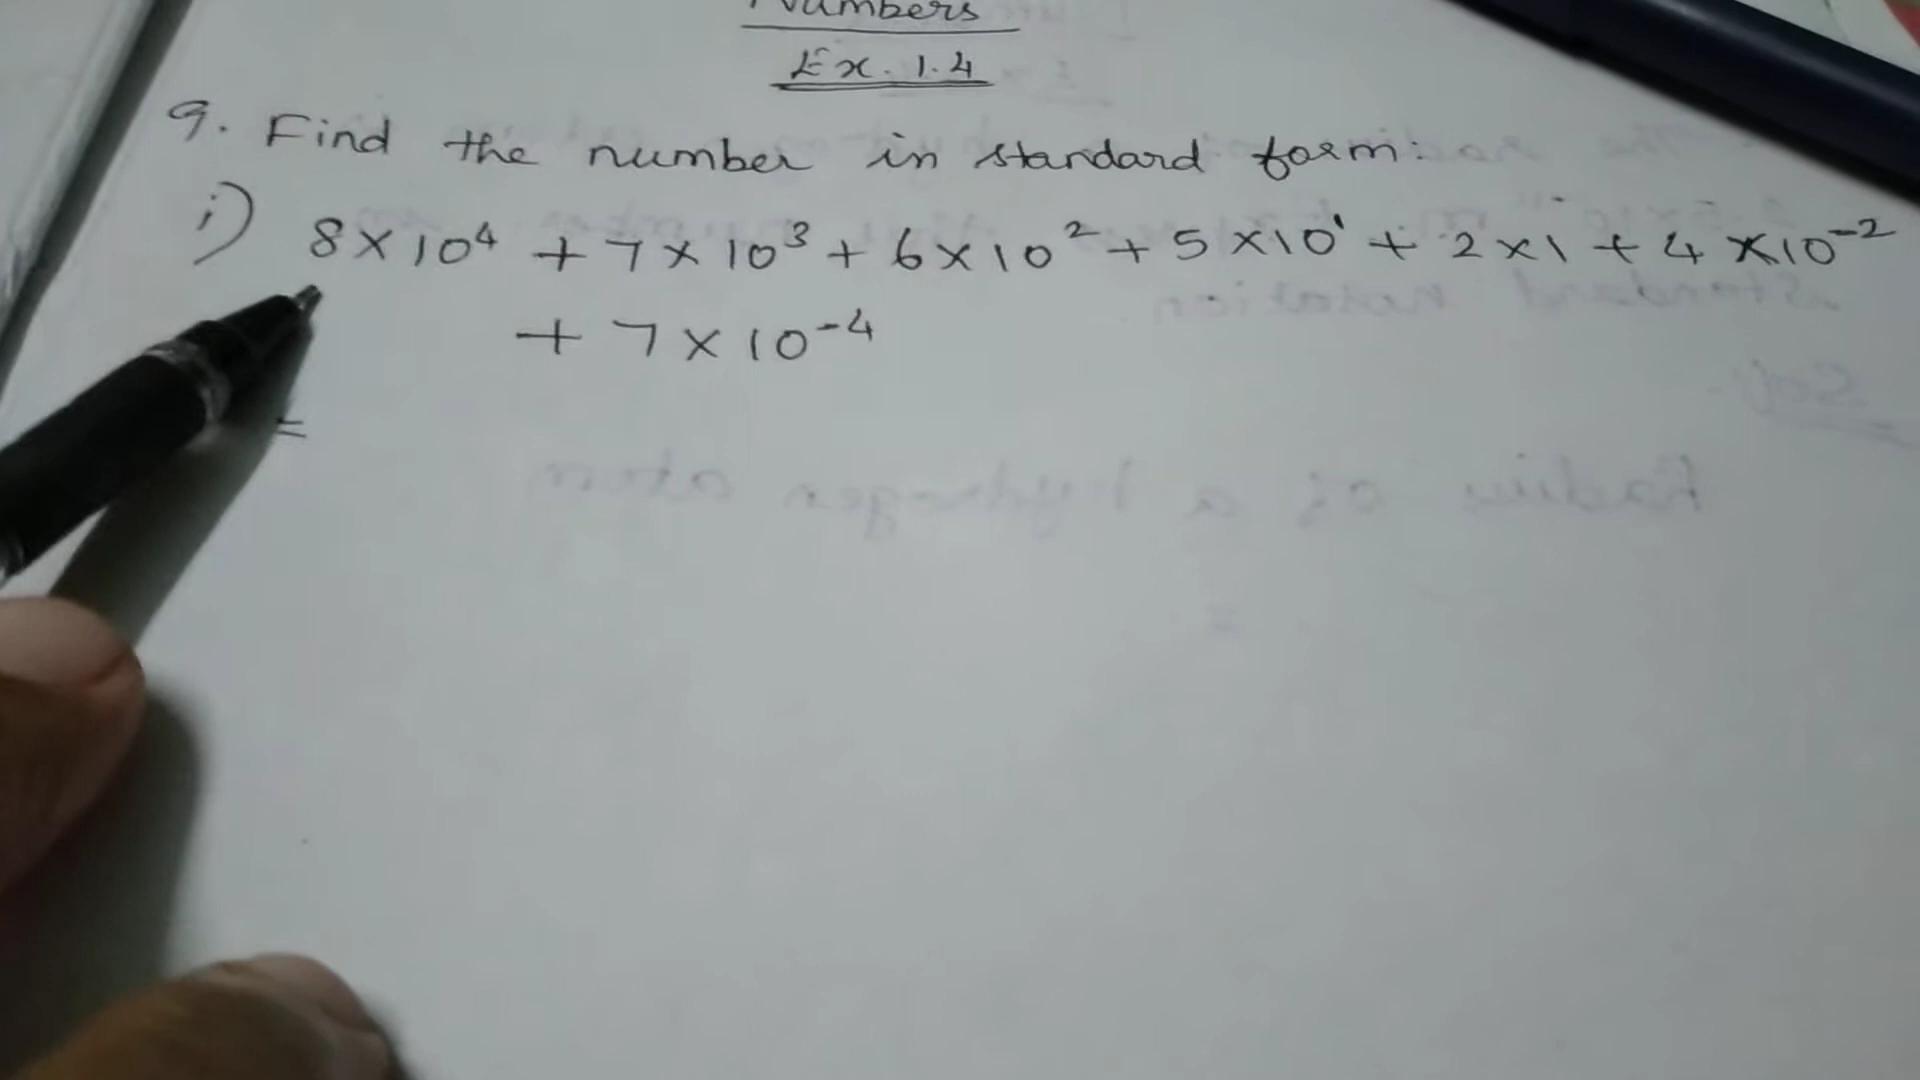 Numbers
Ex. 1.4
9. Find the number in standard form:
i) 8 × 10⁴ + 7 × 10³ + 6 × 10² + 5 × 10¹ + 2 × 1 + 4 × 10⁻²
+ 7 × 10⁻⁴
=